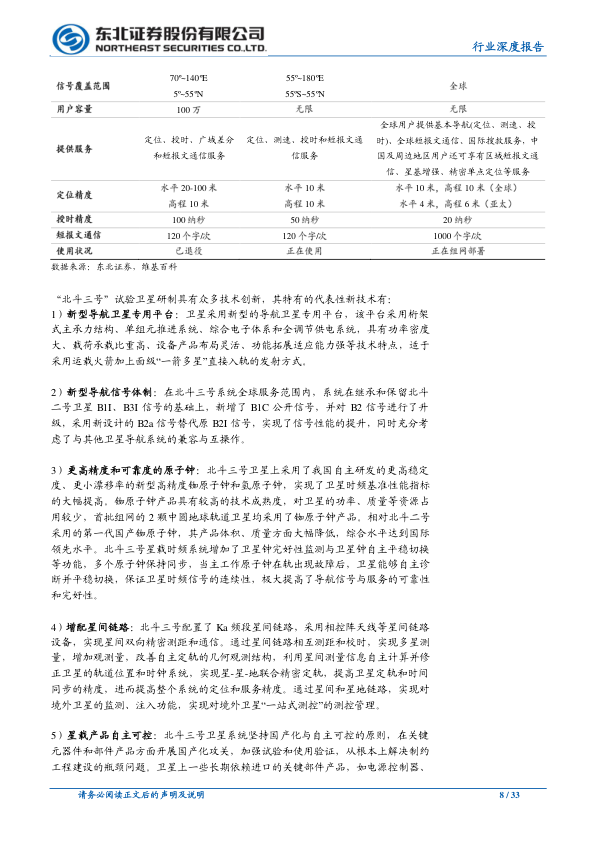 东北证券股份有限公司
NORTHEAST SECURITIES CO.,LTD.
行业深度报告
信号覆盖范围 70°-140°E 5°-55°N 55°-180°E 55°S-55°N 全球
用户容量 100 万 无限 无限
提供服务 定位、授时、广域差分和短报文通信服务 定位、测速、授时和短报文通信服务 全球用户提供基本导航(定位、测速、授时)、全球短报文通信、国际搜救服务,中国及周边地区用户还可享有区域短报文通信、星基增强、精密单点定位等服务
定位精度 水平 20-100 米 高程 10 米 水平 10 米 高程 10 米 水平 10 米,高程 10 米(全球) 水平 4 米,高程 6 米(亚太)
授时精度 100 纳秒 50 纳秒 20 纳秒
短报文通信 120 个字/次 120 个字/次 1000 个字/次
使用状况 已退役 正在使用 正在组网部署
数据来源:东北证券,维基百科
“北斗三号”试验卫星研制具有众多技术创新,其特有的代表性新技术有:
1)新型导航卫星专用平台:卫星采用新型的导航卫星专用平台,该平台采用桁架
式主承力结构、单组元推进系统、综合电子体系和全调节供电系统,具有功率密度
大、载荷承载比重高、设备产品布局灵活、功能拓展适应能力强等技术特点,适于
采用运载火箭加上面级“一箭多星”直接入轨的发射方式。
2)新型导航信号体制:在北斗三号系统全球服务范围内,系统在继承和保留北斗
二号卫星 B1I、B3I 信号的基础上,新增了 B1C 公开信号,并对 B2 信号进行了升
级,采用新设计的 B2a 信号替代原 B2I 信号,实现了信号性能的提升,同时充分考
虑了与其他卫星导航系统的兼容与互操作。
3)更高精度和可靠度的原子钟:北斗三号卫星上采用了我国自主研发的更高稳定
度、更小漂移率的新型高精度铷原子钟和氢原子钟,实现了卫星时频基准性能指标
的大幅提高。铷原子钟产品具有较高的技术成熟度,对卫星的功率、质量等资源占
用较少,首批组网的 2 颗中圆地球轨道卫星均采用了铷原子钟产品。相对北斗二号
采用的第一代国产铷原子钟,其产品体积、质量方面大幅降低,综合水平达到国际
领先水平。北斗三号星载时频系统增加了卫星钟完好性监测与卫星钟自主平稳切换
等功能,多个原子钟保持同步,当主工作原子钟在轨出现故障后,卫星能够自主诊
断并平稳切换,保证卫星时频信号的连续性,极大提高了导航信号与服务的可靠性
和完好性。
4)增配星间链路:北斗三号配置了 Ka 频段星间链路,采用相控阵天线等星间链路
设备,实现星间双向精密测距和通信。通过星间链路相互测距和校时,实现多星测
量,增加观测量,改善自主定轨的几何观测结构,利用星间测量信息自主计算并修
正卫星的轨道位置和时钟系统,实现星-星-地联合精密定轨,提高卫星定轨和时间
同步的精度,进而提高整个系统的定位和服务精度。通过星间和星地链路,实现对
境外卫星的监测、注入功能,实现对境外卫星“一站式测控”的测控管理。
5)星载产品自主可控:北斗三号卫星系统坚持国产化与自主可控的原则,在关键
元器件和部件产品方面开展国产化攻关,加强试验和使用验证,从根本上解决制约
工程建设的瓶颈问题。卫星上一些长期依赖进口的关键部件产品,如电源控制器、
请务必阅读正文后的声明及说明
8 / 33